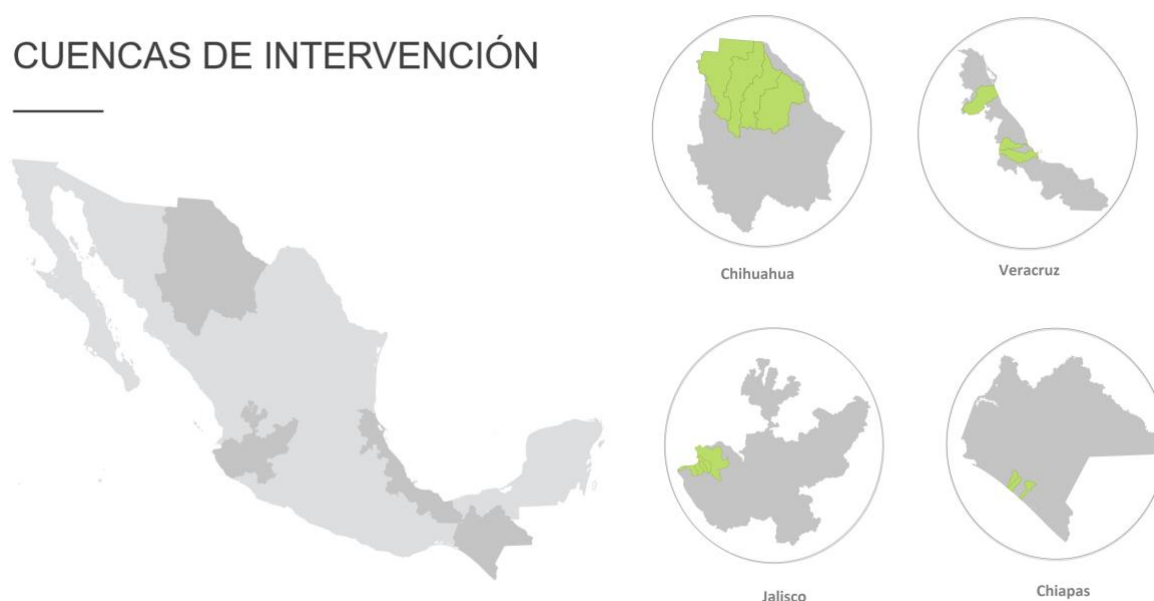 CUENCAS DE INTERVENCIÓN
Chihuahua
Veracruz
Jalisco
Chiapas